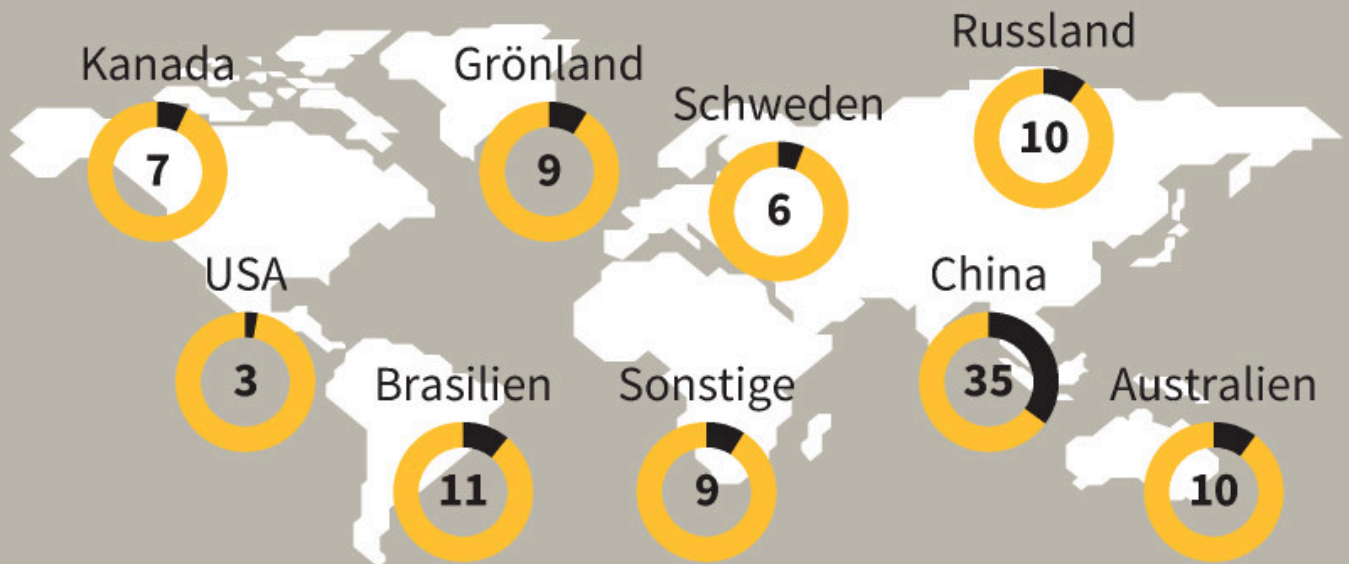 Kanada
7
Grönland
9
Schweden
6
Russland
10
USA
3
Brasilien
11
Sonstige
9
China
35
Australien
10